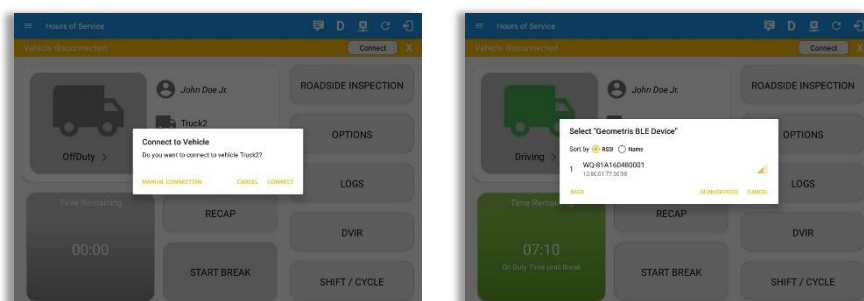 Hours of Service
D
Vehicle disconnected
Connect
X
John Doe Jr.
Truck2
OffDuty >
ROADSIDE INSPECTION
OPTIONS
LOGS
DVIR
SHIFT / CYCLE
Connect to Vehicle
Do you want to connect to vehicle Truck2?
MANUAL CONNECTION
CANCEL
CONNECT
Time Remaining
00:00
RECAP
START BREAK
Hours of Service
D
Vehicle disconnected
Connect
X
John Doe Jr.
Driving >
ROADSIDE INSPECTION
OPTIONS
LOGS
DVIR
SHIFT / CYCLE
Select "Geometris BLE Device"
Sort by RSSI Name
1 WQ-81A160480001
BACK
SCAN DEVICES
CANCEL
07:10
On Duty Time Until Break
RECAP
START BREAK